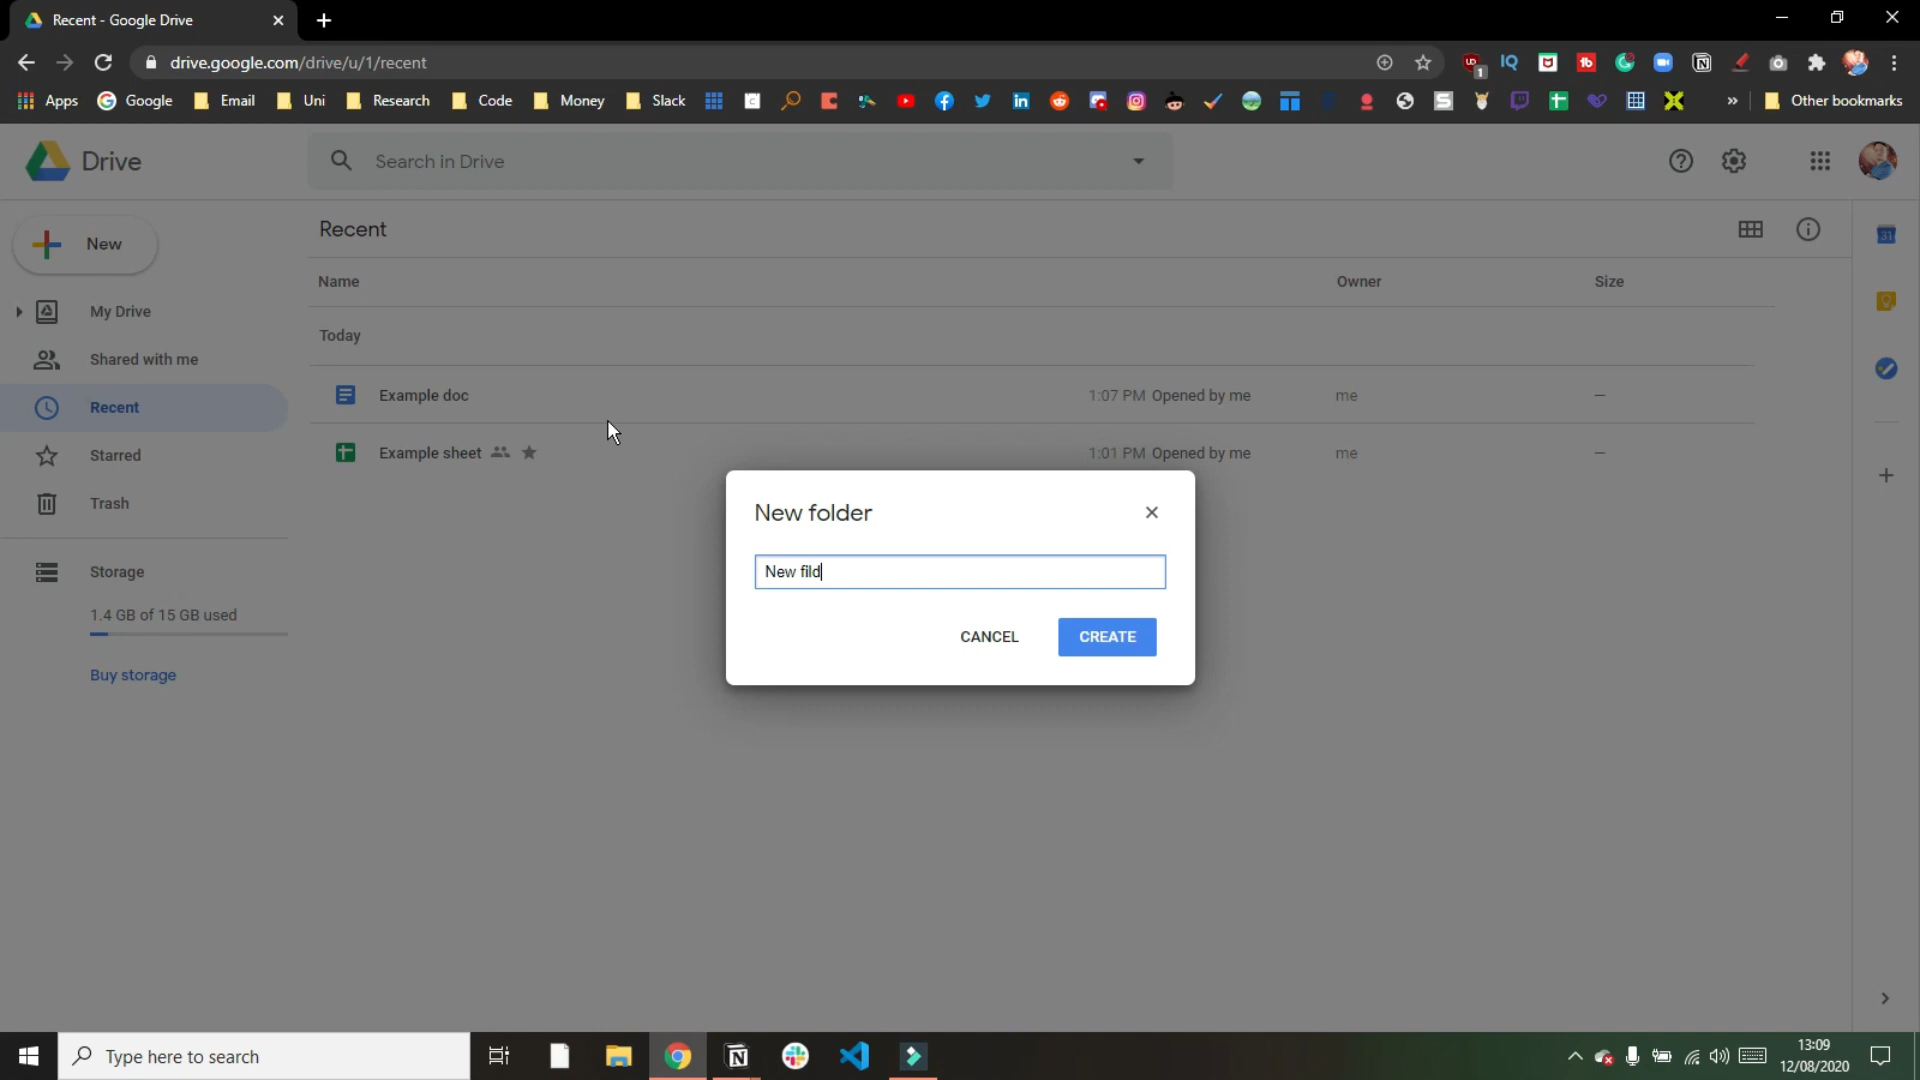 Recent - Google Drive
drive.google.com/drive/u/1/recent
Apps Google Email Uni Research Code Money Slack » Other bookmarks
Drive
Search in Drive
New
My Drive
Shared with me
Recent
Starred
Trash
Storage
1.4 GB of 15 GB used
Buy storage
Recent
Name Owner Size
Today
Example doc 1:07 PM Opened by me me —
Example sheet 1:01 PM Opened by me me —
31
New folder
New fild
CANCEL CREATE
Type here to search
13:09
12/08/2020